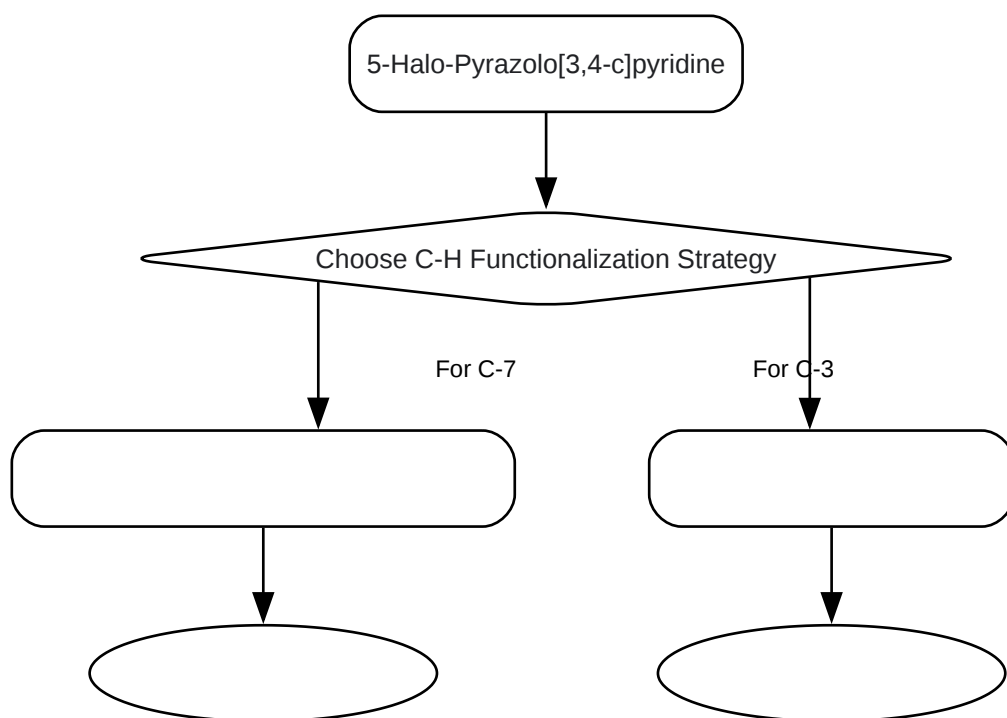 5-Halo-Pyrazolo[3,4-c]pyridine
Choose C-H Functionalization Strategy
For C-7
For C-3